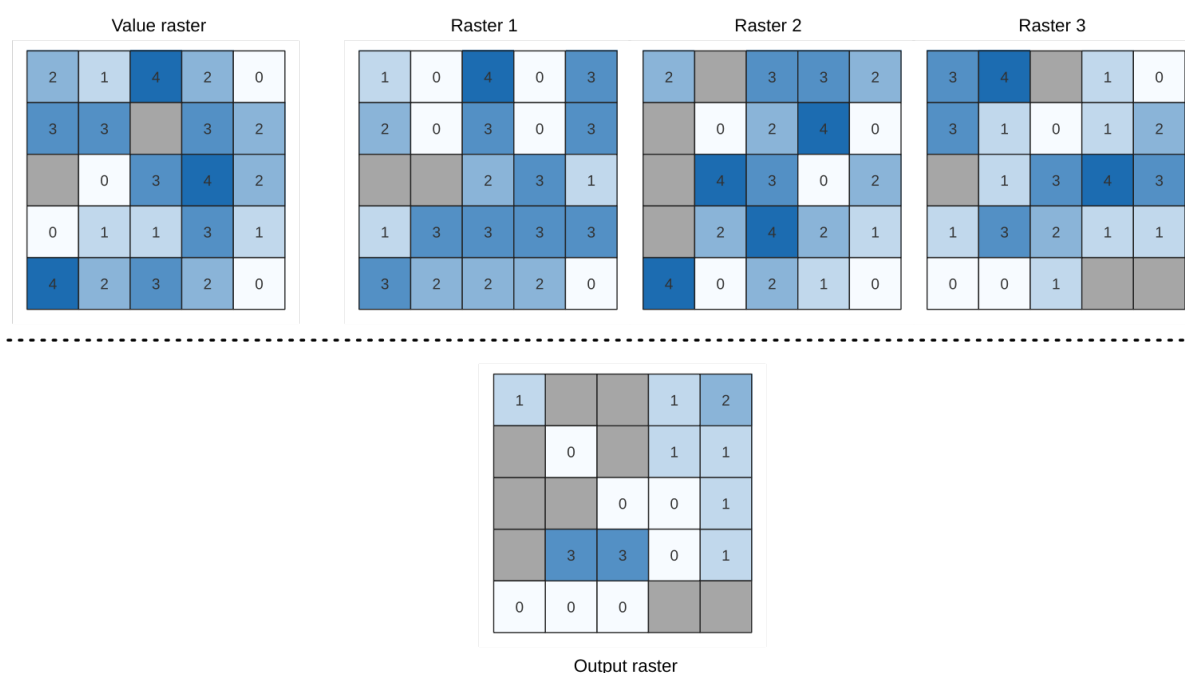 Value raster Raster 1 Raster 2 Raster 3
2 1 4 2 0 1 0 4 0 3 2 3 3 2 3 4 1 0
3 3 3 2 2 0 3 0 3 0 2 4 0 3 1 0 1 2
0 3 4 2 2 3 1 4 3 0 2 1 3 4 3
0 1 1 3 1 1 3 3 3 3 2 4 2 1 1 3 2 1 1
4 2 3 2 0 3 2 2 2 0 4 0 2 1 0 0 0 1
1 1 2
0 1 1
0 0 1
3 3 0 1
0 0 0
Output raster